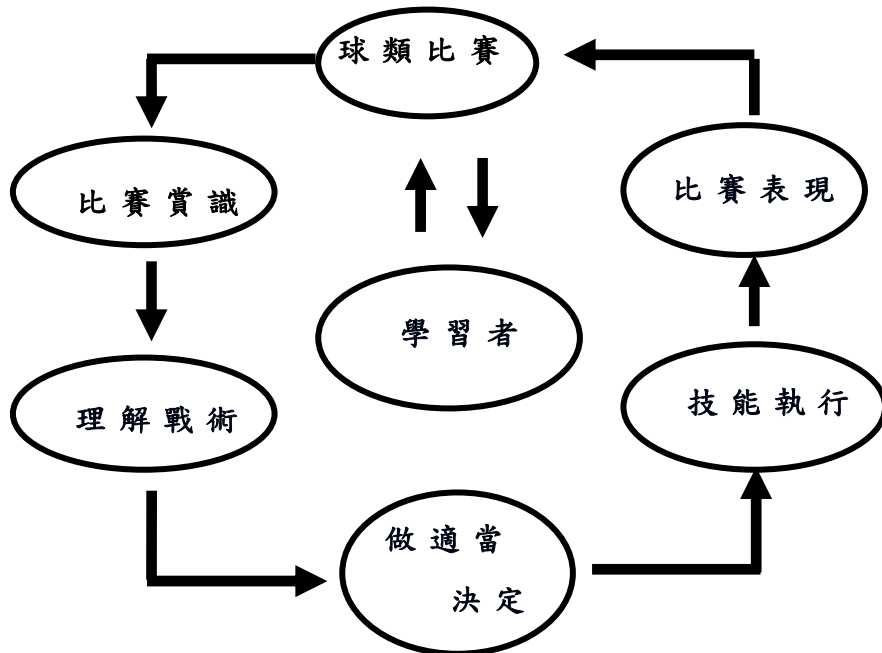 球類比賽
比賽賞識
比賽表現
學習者
理解戰術
技能執行
做適當
決定